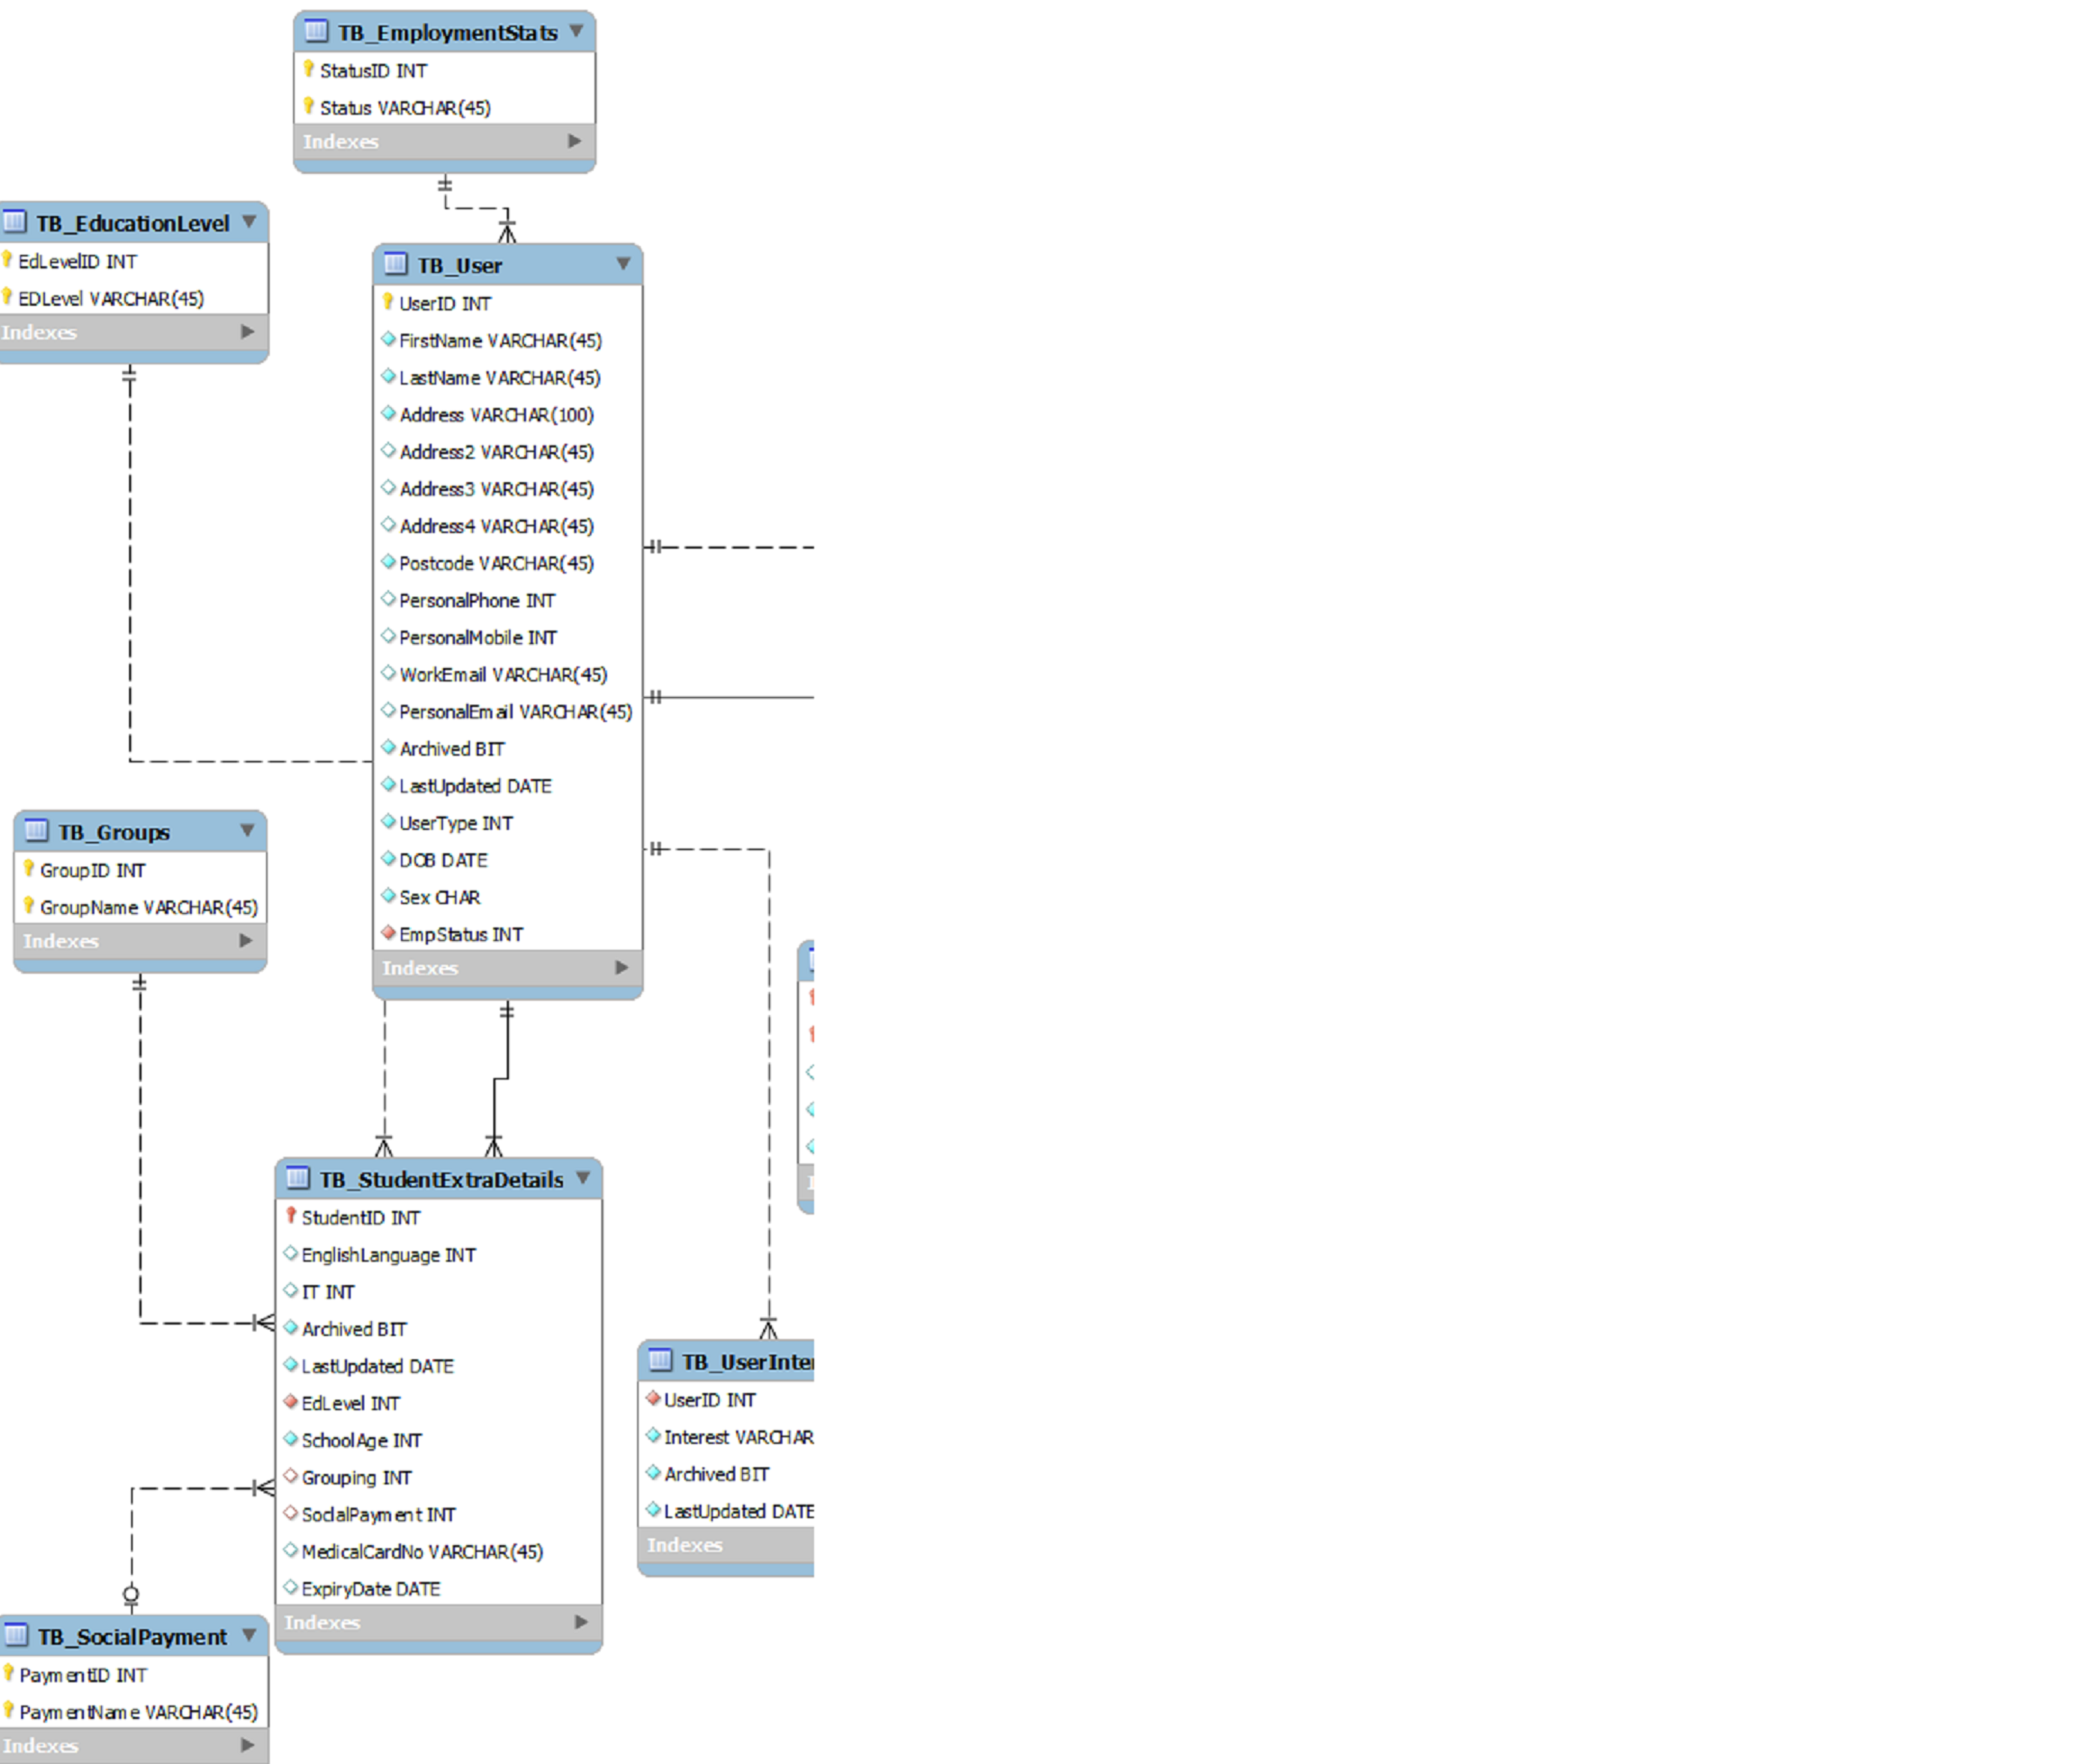 TB_EmploymentStats
StatusID INT
Status VARCHAR(45)
Indexes
TB_EducationLevel
EdLevelID INT
EDLevel VARCHAR(45)
Indexes
TB_User
UserID INT
FirstName VARCHAR(45)
LastName VARCHAR(45)
Address VARCHAR(100)
Address2 VARCHAR(45)
Address3 VARCHAR(45)
Address4 VARCHAR(45)
Postcode VARCHAR(45)
PersonalPhone INT
PersonalMobile INT
WorkEmail VARCHAR(45)
PersonalEmail VARCHAR(45)
Archived BIT
LastUpdated DATE
UserType INT
DOB DATE
Sex CHAR
EmpStatus INT
Indexes
TB_Groups
GroupID INT
GroupName VARCHAR(45)
Indexes
TB_StudentExtraDetails
StudentID INT
EnglishLanguage INT
IT INT
Archived BIT
LastUpdated DATE
EdLevel INT
SchoolAge INT
Grouping INT
SocialPayment INT
MedicalCardNo VARCHAR(45)
ExpiryDate DATE
Indexes
TB_UserInte
UserID INT
Interest VARCHAR
Archived BIT
LastUpdated DATE
Indexes
TB_SocialPayment
PaymentID INT
PaymentName VARCHAR(45)
Indexes